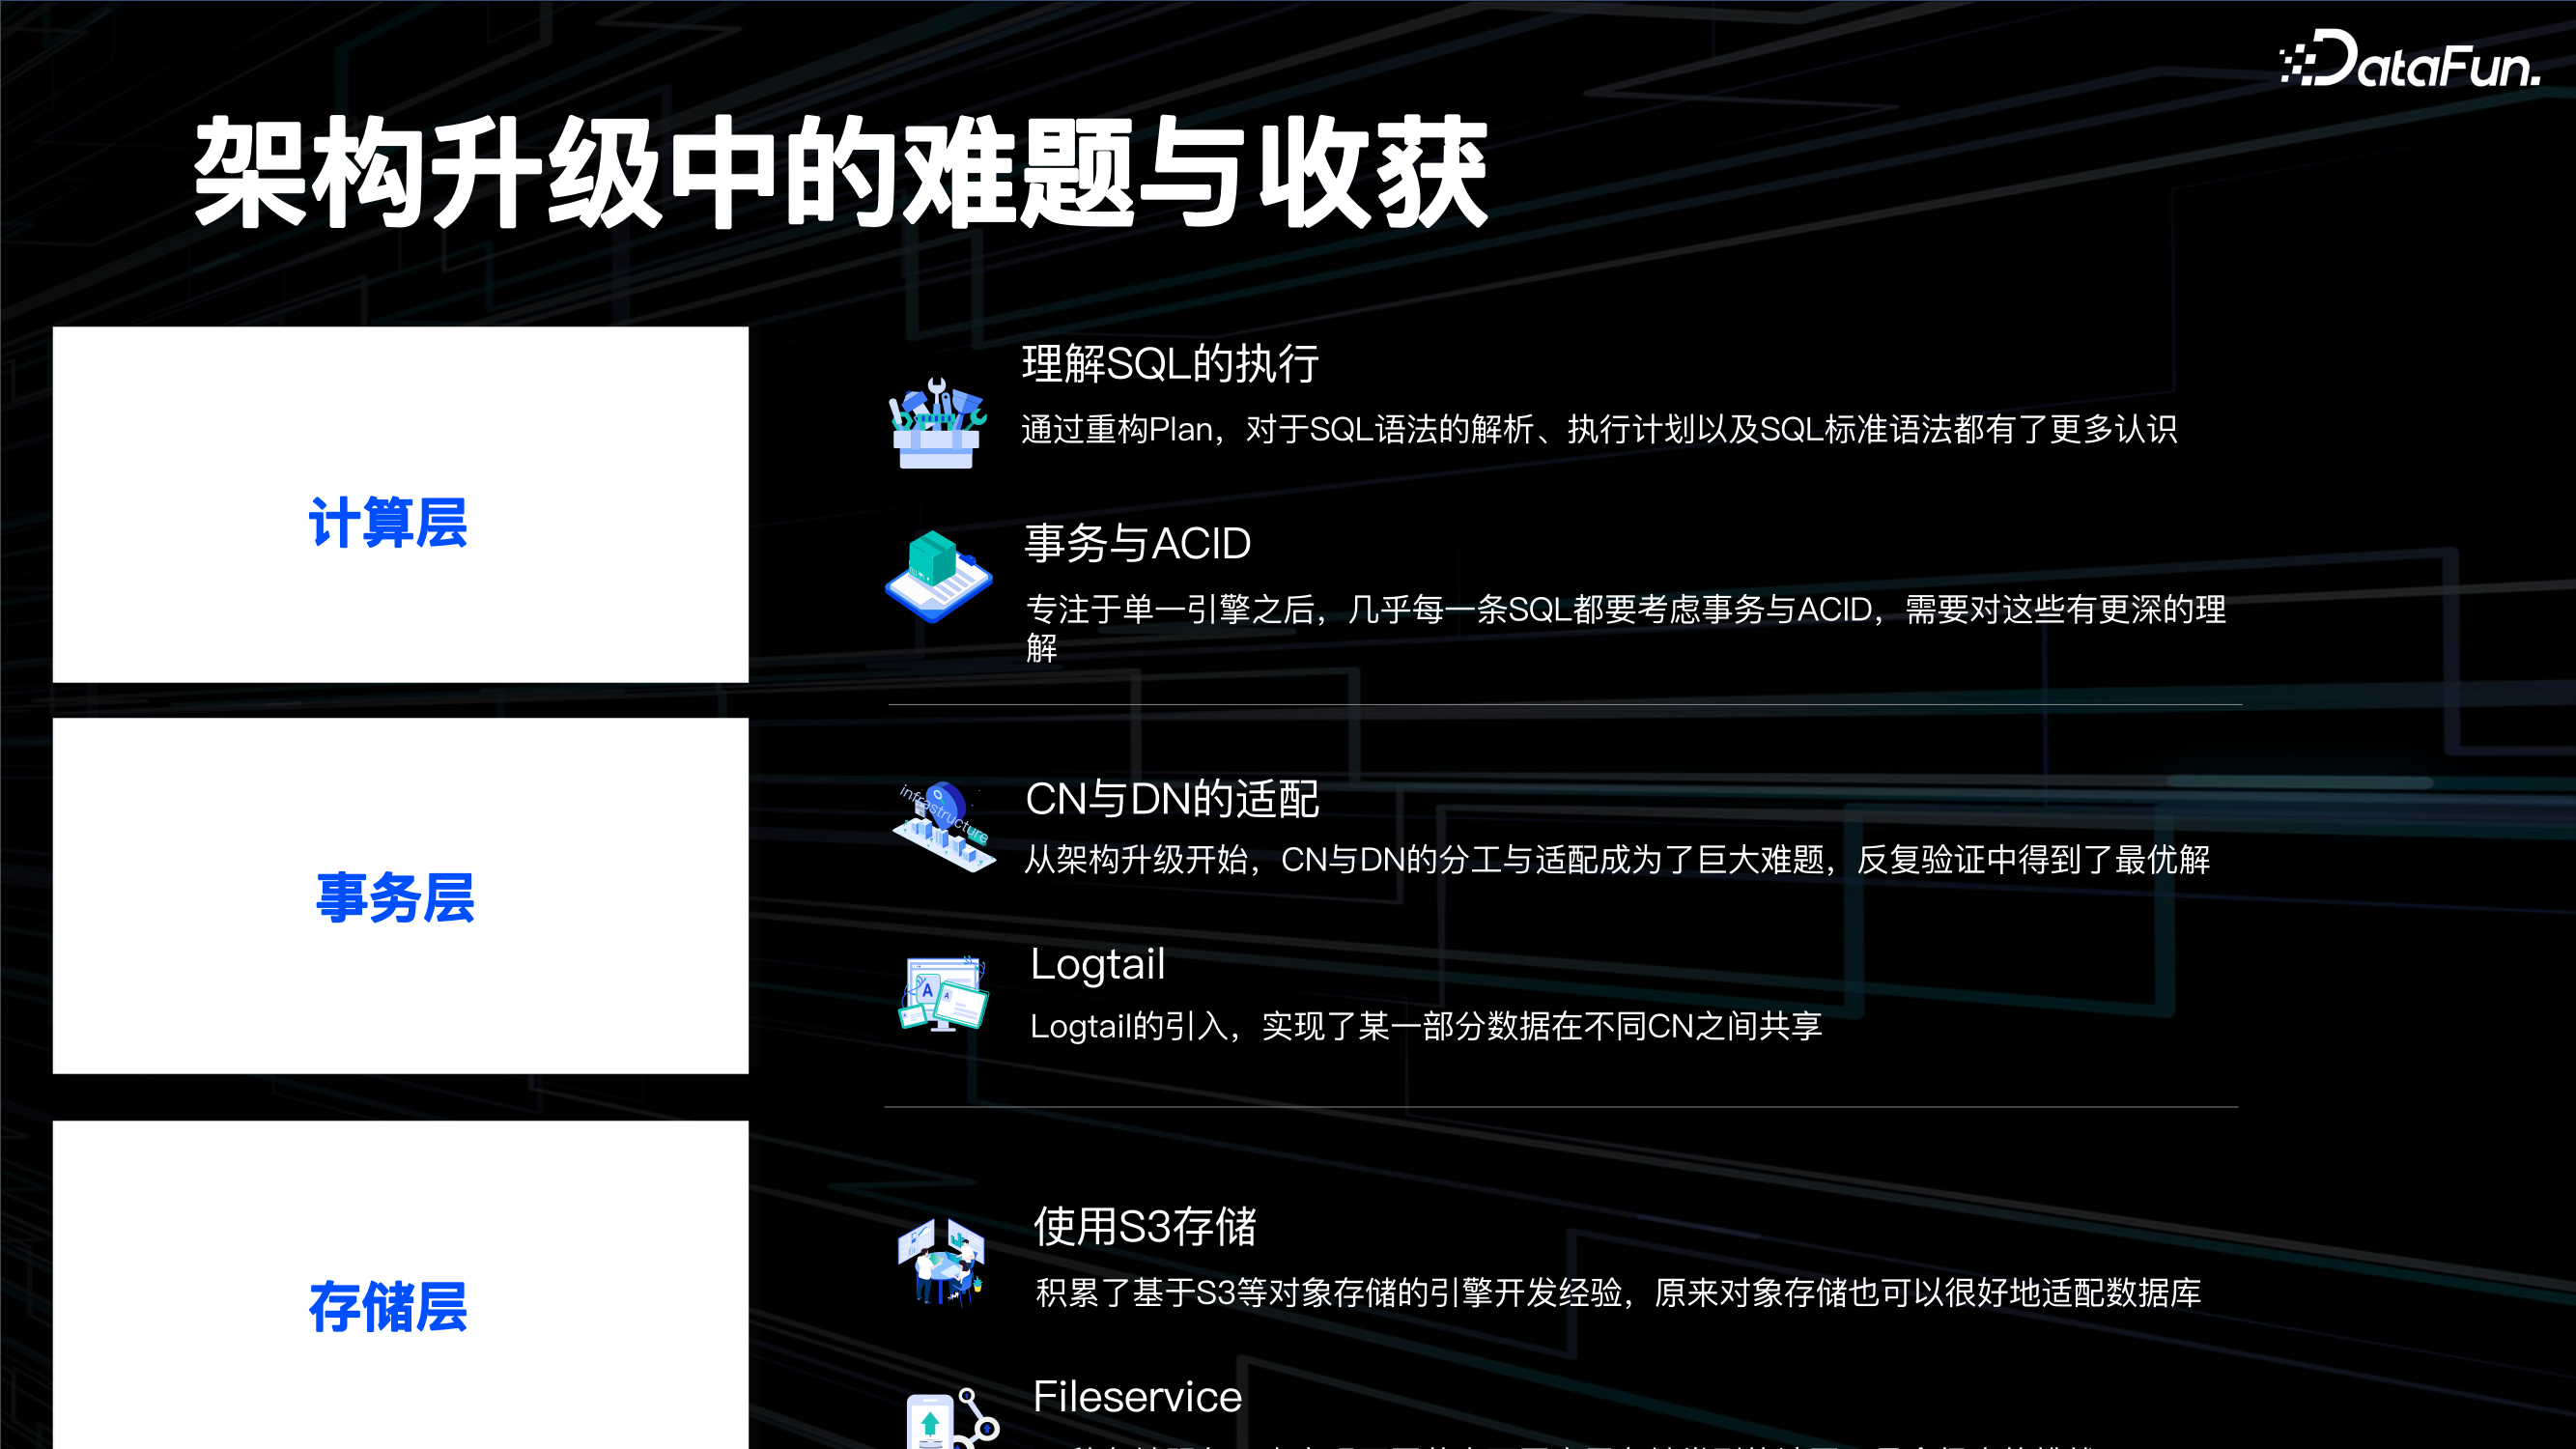 DataFun.
架构升级中的难题与收获
计算层
理解SQL的执行
通过重构Plan，对于SQL语法的解析、执行计划以及SQL标准语法都有了更多认识
事务与ACID
专注于单一引擎之后，几乎每一条SQL都要考虑事务与ACID，需要对这些有更深的理
解
事务层
infrastructure
CN与DN的适配
从架构升级开始，CN与DN的分工与适配成为了巨大难题，反复验证中得到了最优解
A
A
Logtail
Logtail的引入，实现了某一部分数据在不同CN之间共享
存储层
使用S3存储
积累了基于S3等对象存储的引擎开发经验，原来对象存储也可以很好地适配数据库
Fileservice